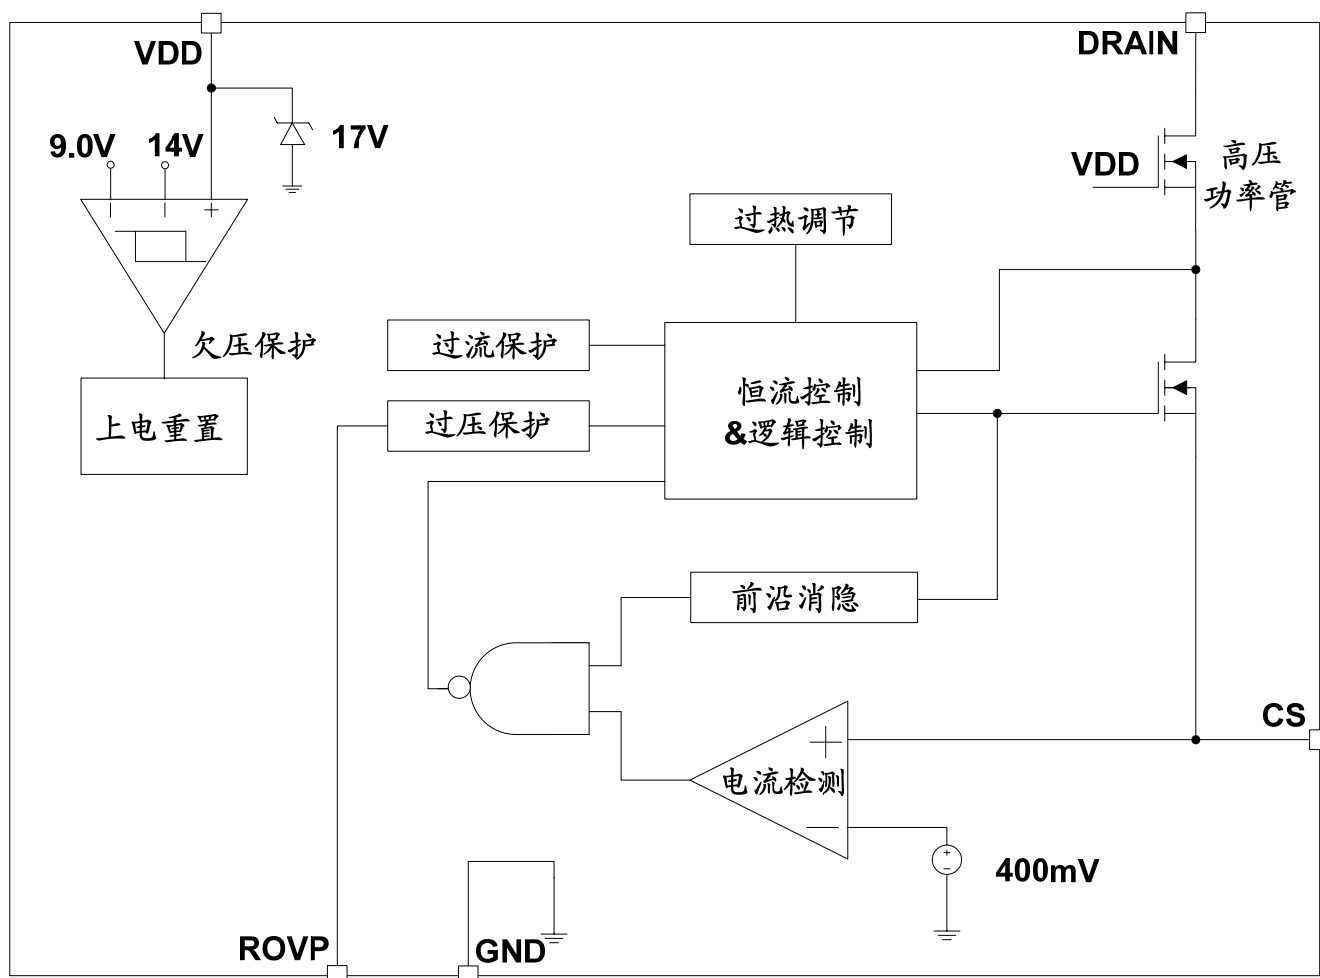 VDD
DRAIN
9.0V
14V
17V
VDD
高压
功率管
过热调节
欠压保护
过流保护
上电重置
过压保护
恒流控制
&逻辑控制
前沿消隐
CS
电流检测
400mV
ROVP
GND